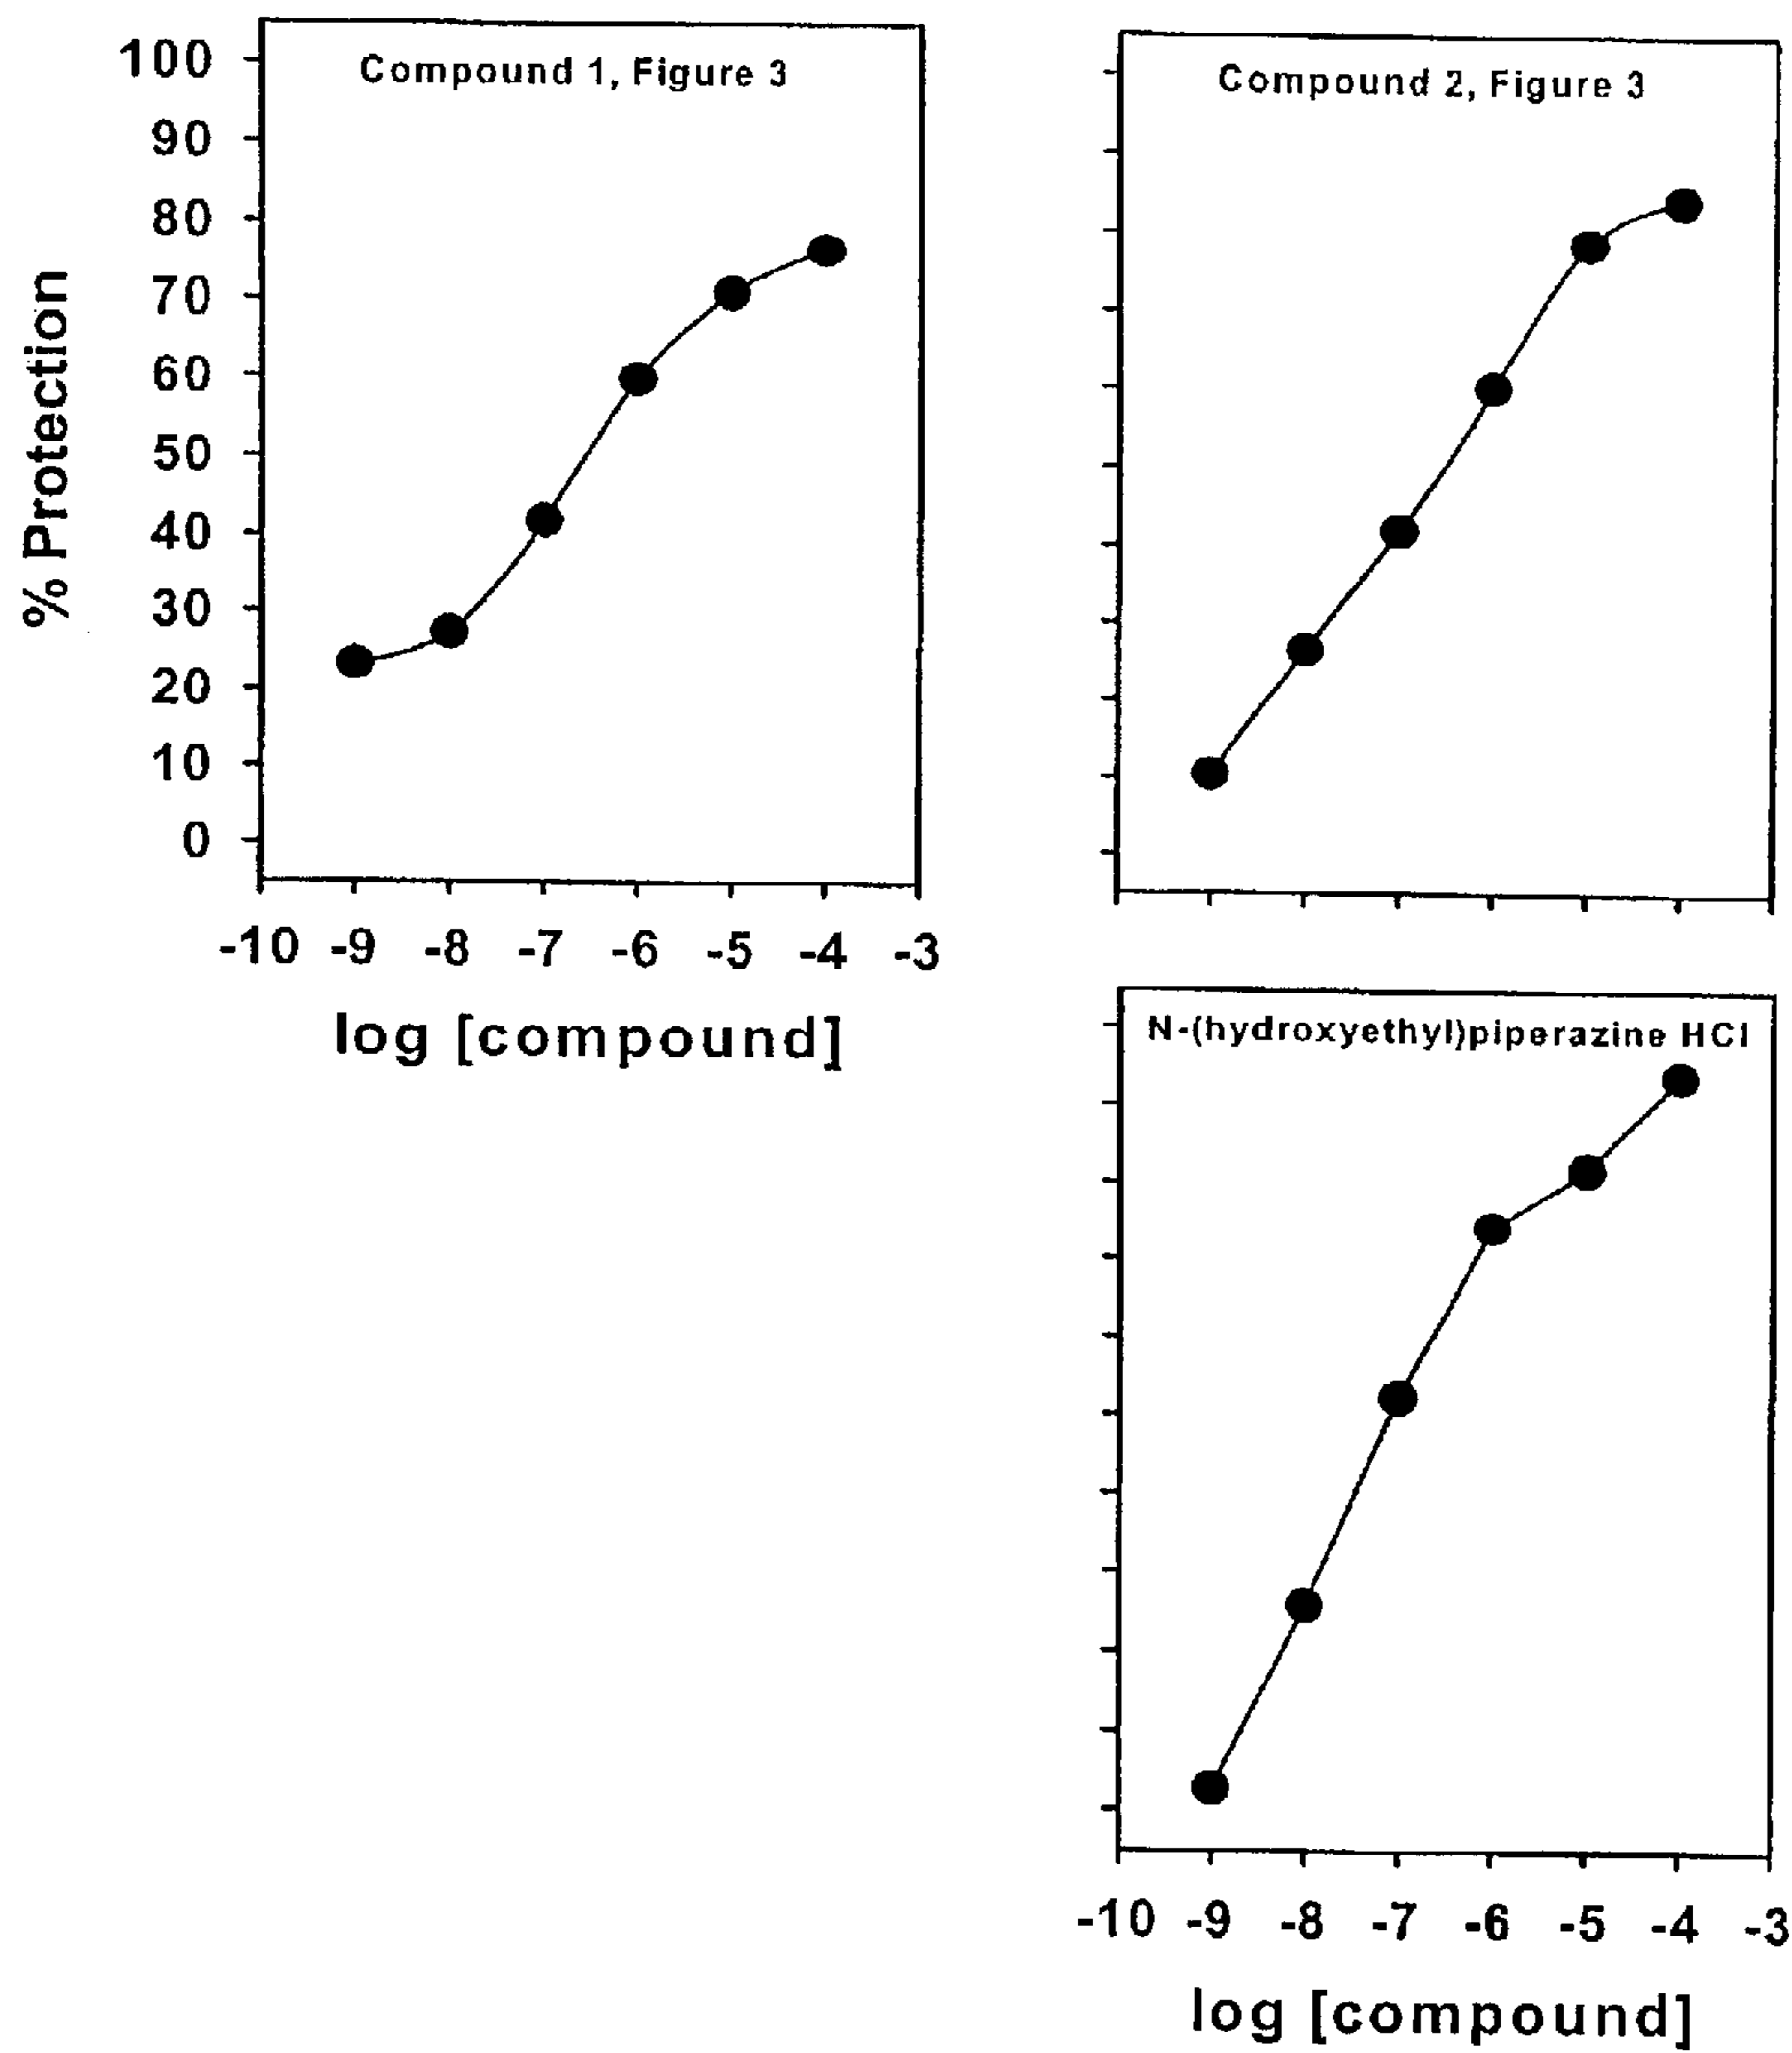 Compound 1, Figure 3
% Protection
100
90
80
70
60
50
40
30
20
10
0
-10 -9 -8 -7 -6 -5 -4 -3
log [compound]
Compound 2, Figure 3
N-(hydroxyethyl)piperazine HCl
-10 -9 -8 -7 -6 -5 -4 -3
log [compound]